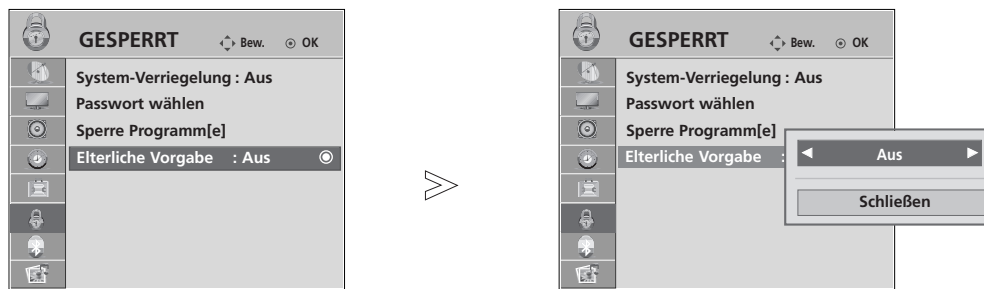 GESPERRT Bew. OK
System-Verriegelung : Aus
Passwort wählen
Sperre Programm[e]
Elterliche Vorgabe : Aus
GESPERRT Bew. OK
System-Verriegelung : Aus
Passwort wählen
Sperre Programm[e]
Elterliche Vorgabe :
Aus
Schließen